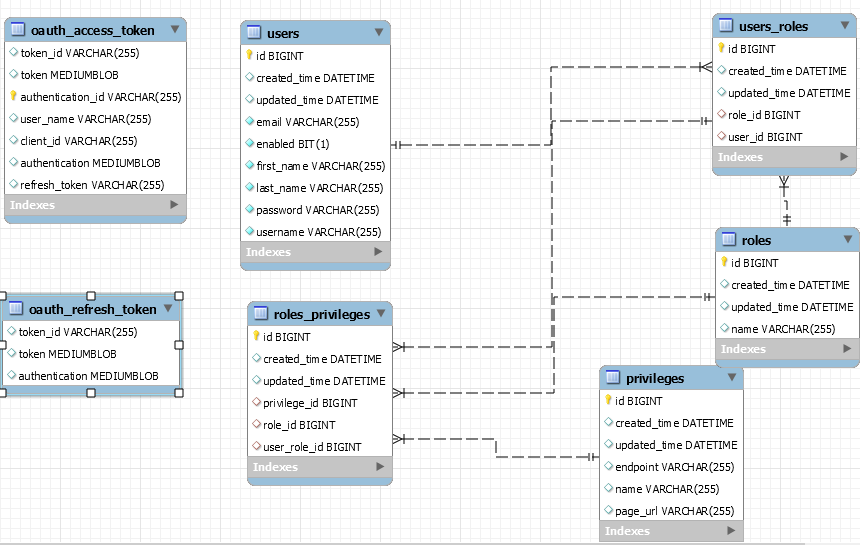 oauth_access_token
token_id VARCHAR(255)
token MEDIUMBLOB
authentication_id VARCHAR(255)
user_name VARCHAR(255)
client_id VARCHAR(255)
authentication MEDIUMBLOB
refresh_token VARCHAR(255)
Indexes
users
id BIGINT
created_time DATETIME
updated_time DATETIME
email VARCHAR(255)
enabled BIT(1)
first_name VARCHAR(255)
last_name VARCHAR(255)
password VARCHAR(255)
username VARCHAR(255)
Indexes
users_roles
id BIGINT
created_time DATETIME
updated_time DATETIME
role_id BIGINT
user_id BIGINT
Indexes
oauth_refresh_token
token_id VARCHAR(255)
token MEDIUMBLOB
authentication MEDIUMBLOB
roles_privileges
id BIGINT
created_time DATETIME
updated_time DATETIME
privilege_id BIGINT
role_id BIGINT
user_role_id BIGINT
Indexes
roles
id BIGINT
created_time DATETIME
updated_time DATETIME
name VARCHAR(255)
Indexes
privileges
id BIGINT
created_time DATETIME
updated_time DATETIME
endpoint VARCHAR(255)
name VARCHAR(255)
page_url VARCHAR(255)
Indexes